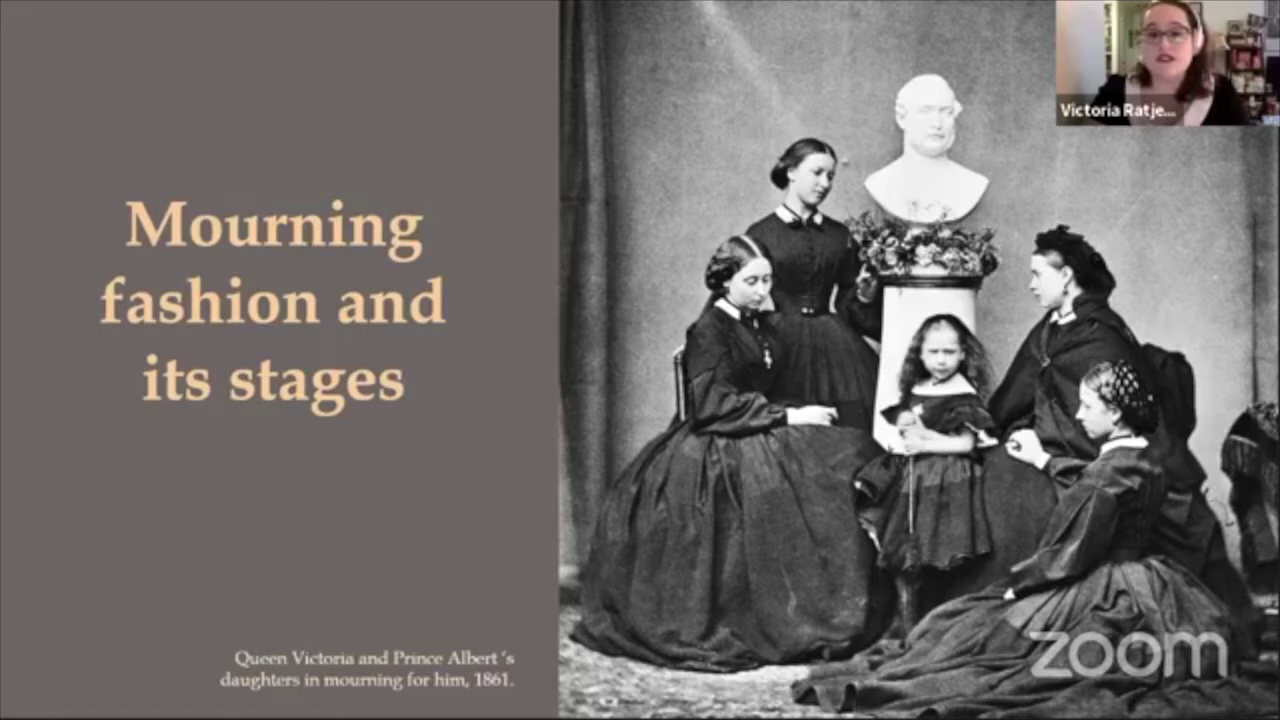 Mourning
fashion and
its stages
Queen Victoria and Prince Albert 's
daughters in mourning for him, 1861.
Victoria Ratje...
zoom